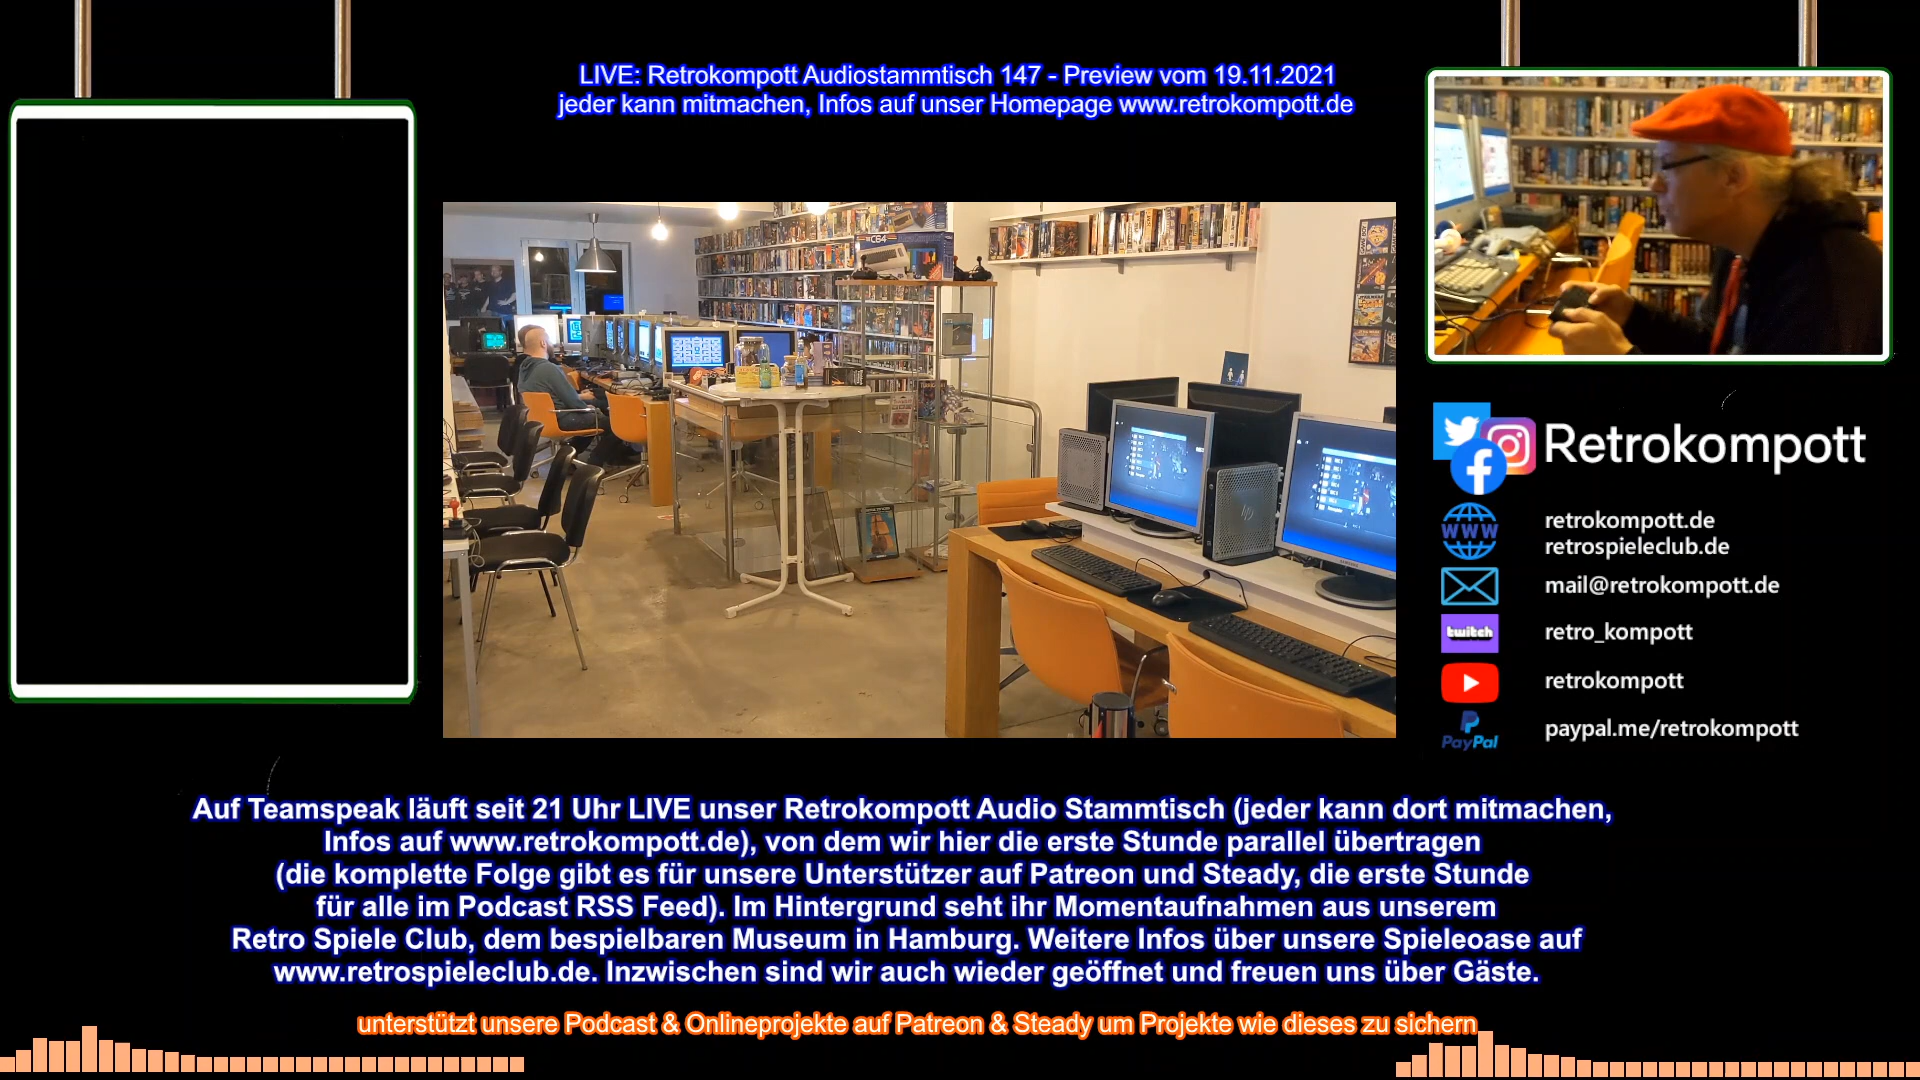 LIVE: Retrokompott Audiostammtisch 147 - Preview vom 19.11.2021
jeder kann mitmachen, Infos auf unser Homepage www.retrokompott.de
C64
Retrokompott
www
retrokompott.de
retrospieleclub.de
mail@retrokompott.de
twitch
retro_kompott
retrokompott
PayPal
paypal.me/retrokompott
Auf Teamspeak läuft seit 21 Uhr LIVE unser Retrokompott Audio Stammtisch (jeder kann dort mitmachen,
Infos auf www.retrokompott.de), von dem wir hier die erste Stunde parallel übertragen
(die komplette Folge gibt es für unsere Unterstützer auf Patreon und Steady, die erste Stunde
für alle im Podcast RSS Feed). Im Hintergrund seht ihr Momentaufnahmen aus unserem
Retro Spiele Club, dem bespielbaren Museum in Hamburg. Weitere Infos über unsere Spieleoase auf
www.retrospieleclub.de. Inzwischen sind wir auch wieder geöffnet und freuen uns über Gäste.
unterstützt unsere Podcast & Onlineprojekte auf Patreon & Steady um Projekte wie dieses zu sichern